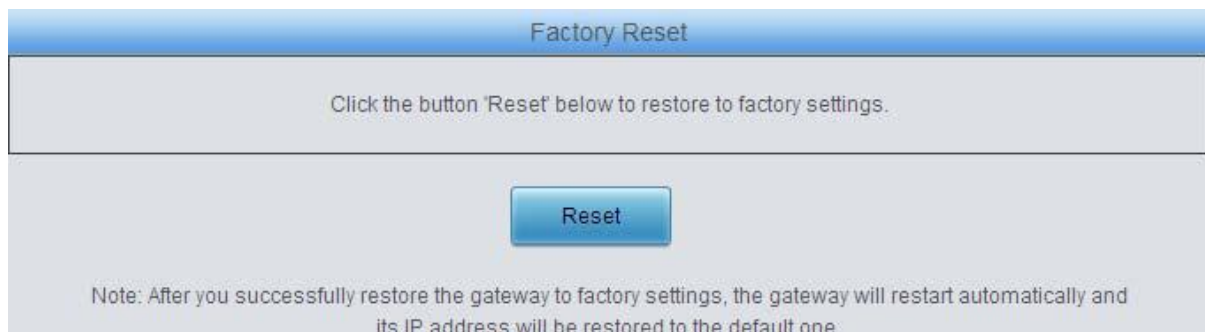 Factory Reset
Click the button 'Reset' below to restore to factory settings.
Reset
Note: After you successfully restore the gateway to factory settings, the gateway will restart automatically and
its IP address will be restored to the default one